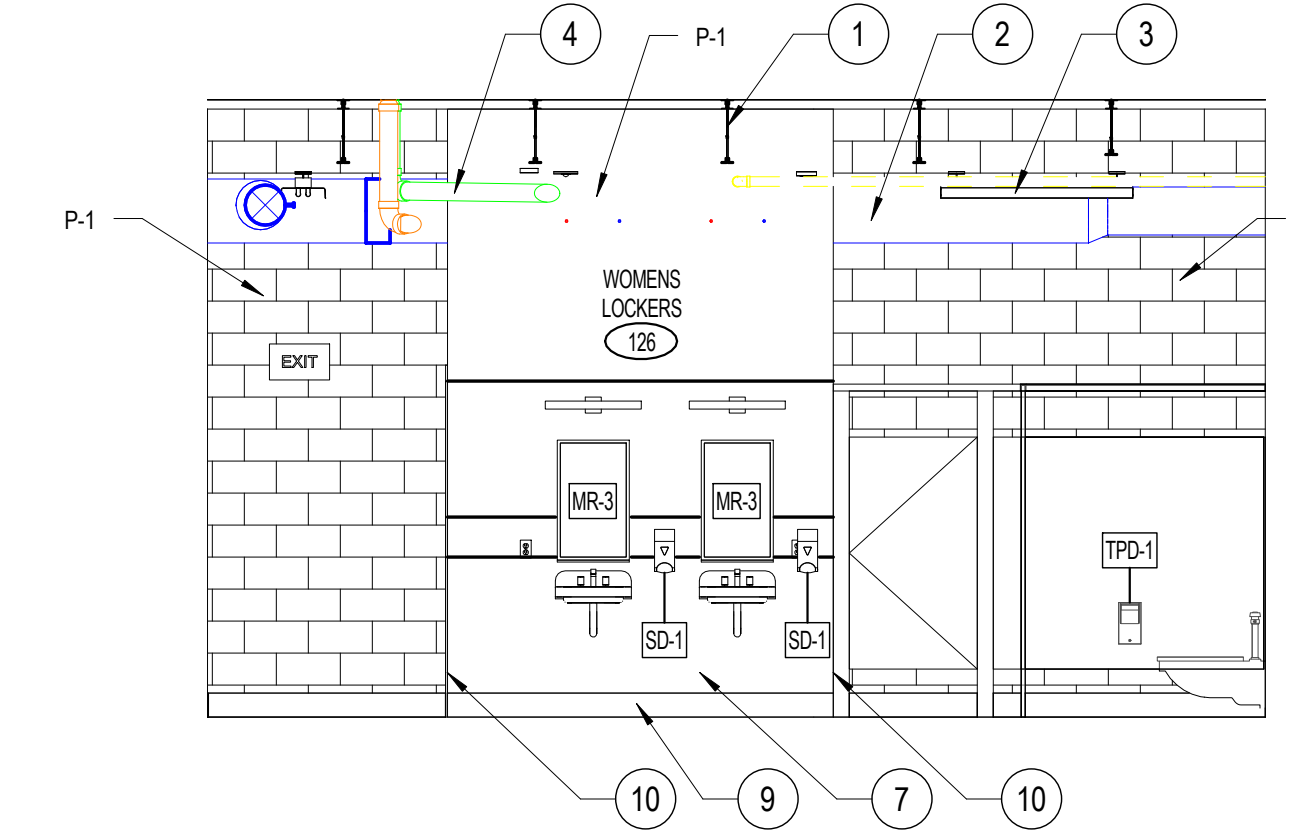 4
P-1
1
2
3
P-1
WOMENS
LOCKERS
126
EXIT
MR-3
MR-3
TPD-1
SD-1
SD-1
10
9
7
10